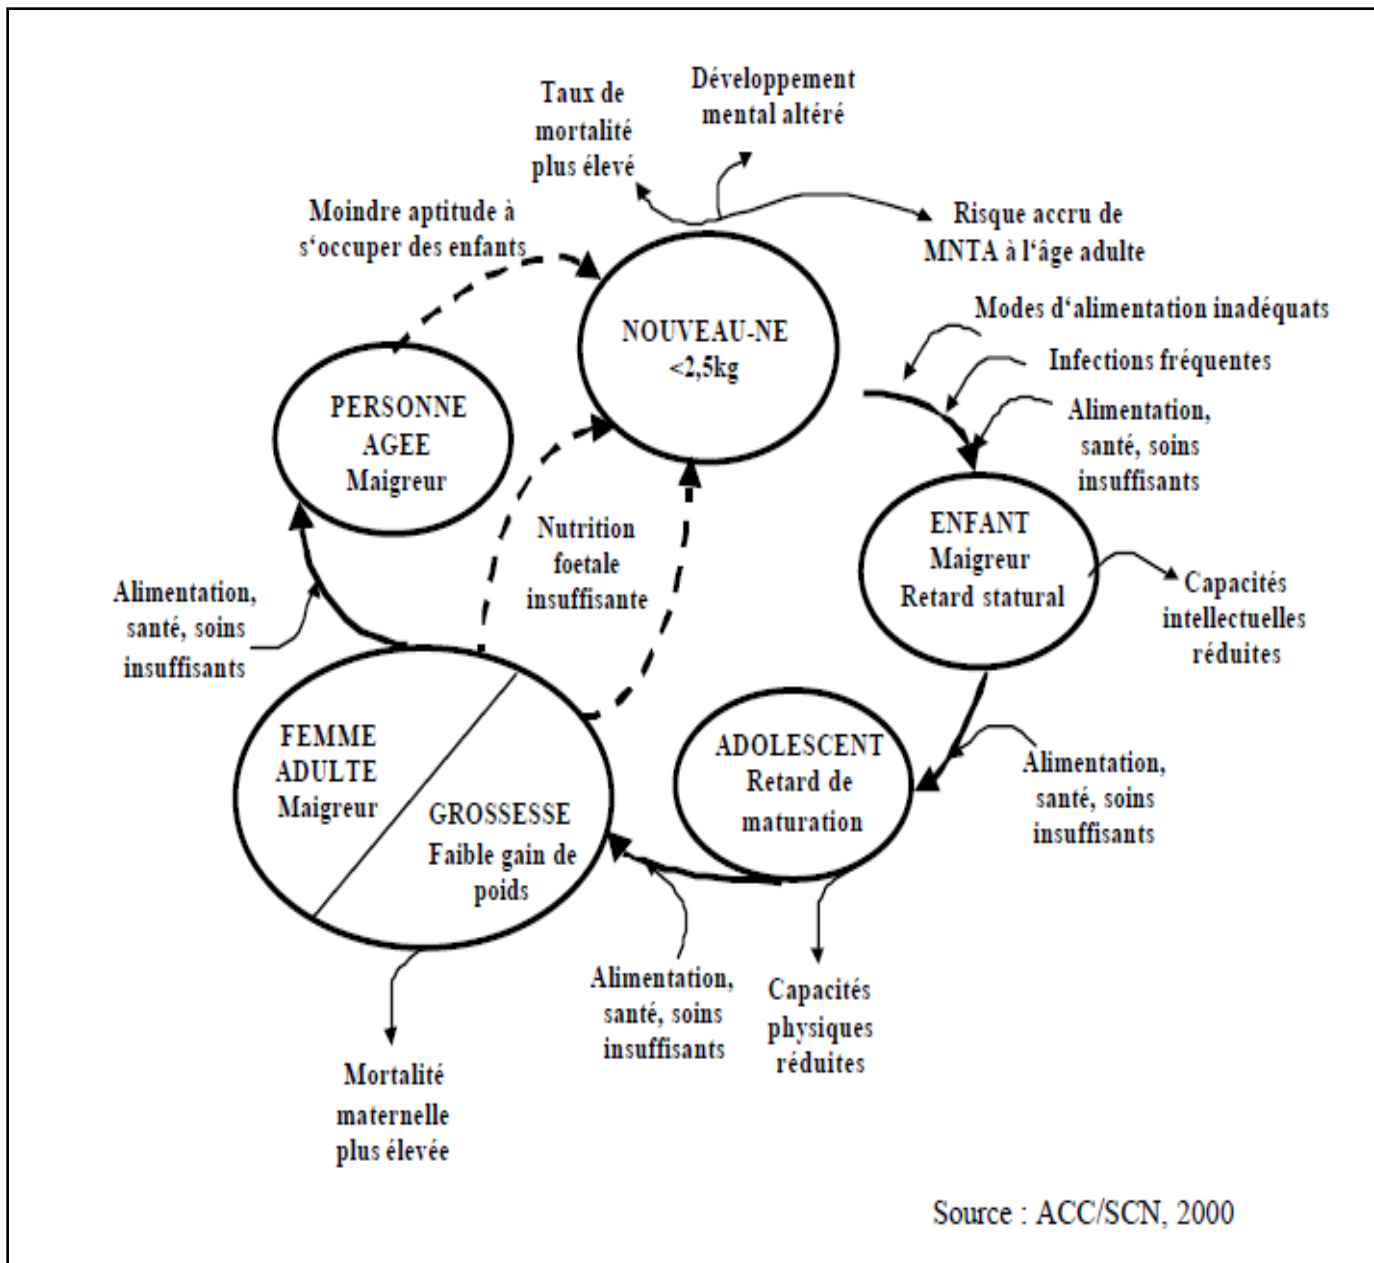 Taux de
mortalité
plus élevé
Développement
mental altéré
Risque accru de
MNTA à l‘âge adulte
Moindre aptitude à
s‘occuper des enfants
NOUVEAU-NE
<2,5kg
Modes d‘alimentation inadéquats
Infections fréquentes
Alimentation,
santé, soins
insuffisants
PERSONNE
AGEE
Maigreur
ENFANT
Maigreur
Retard statural
Nutrition
foetale
insuffisante
Capacités
intellectuelles
réduites
Alimentation,
santé, soins
insuffisants
FEMME
ADULTE
Maigreur
GROSSESSE
Faible gain de
poids
ADOLESCENT
Retard de
maturation
Alimentation,
santé, soins
insuffisants
Alimentation,
santé, soins
insuffisants
Capacités
physiques
réduites
Mortalité
maternelle
plus élevée
Source : ACC/SCN, 2000